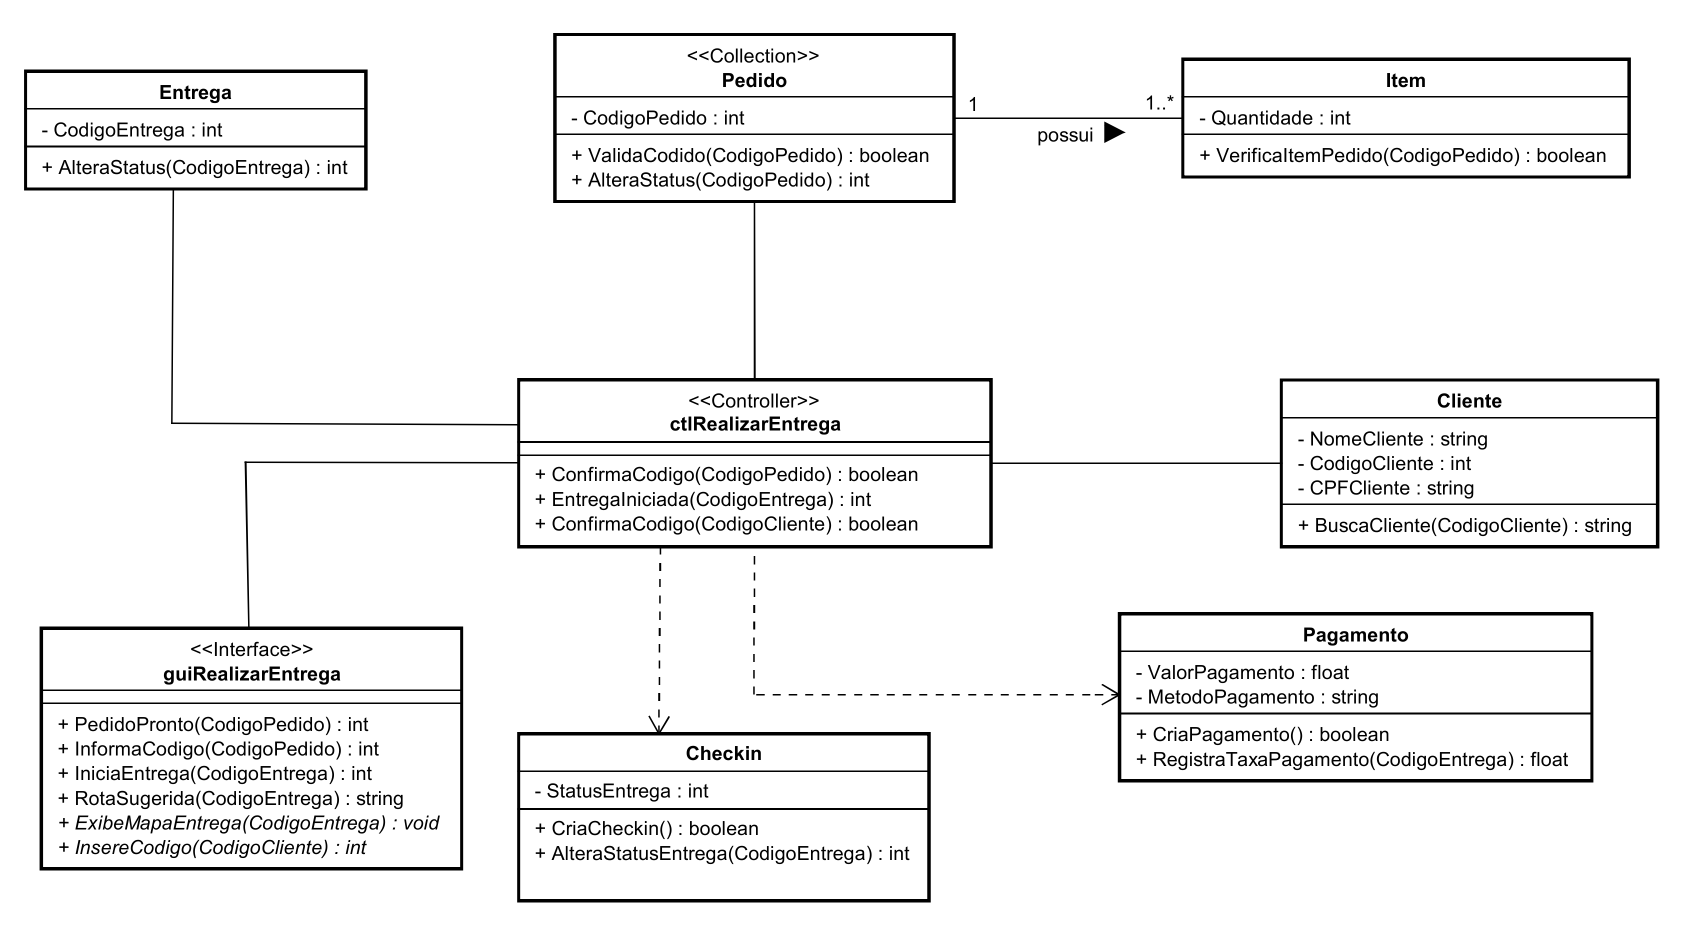 Entrega
- CodigoEntrega : int
+ AlteraStatus(CodigoEntrega) : int
<<Collection>>
Pedido
- CodigoPedido : int
+ ValidaCodido(CodigoPedido) : boolean
+ AlteraStatus(CodigoPedido) : int
1
1..*
possui
Item
- Quantidade : int
+ VerificaItemPedido(CodigoPedido) : boolean
<<Controller>>
ctlRealizarEntrega
+ ConfirmaCodigo(CodigoPedido) : boolean
+ EntregaIniciada(CodigoEntrega) : int
+ ConfirmaCodigo(CodigoCliente) : boolean
Cliente
- NomeCliente : string
- CodigoCliente : int
- CPFCliente : string
+ BuscaCliente(CodigoCliente) : string
<<Interface>>
guiRealizarEntrega
+ PedidoPronto(CodigoPedido) : int
+ InformaCodigo(CodigoPedido) : int
+ IniciaEntrega(CodigoEntrega) : int
+ RotaSugerida(CodigoEntrega) : string
+ ExibeMapaEntrega(CodigoEntrega) : void
+ InsereCodigo(CodigoCliente) : int
Checkin
- StatusEntrega : int
+ CriaCheckin() : boolean
+ AlteraStatusEntrega(CodigoEntrega) : int
Pagamento
- ValorPagamento : float
- MetodoPagamento : string
+ CriaPagamento() : boolean
+ RegistraTaxaPagamento(CodigoEntrega) : float